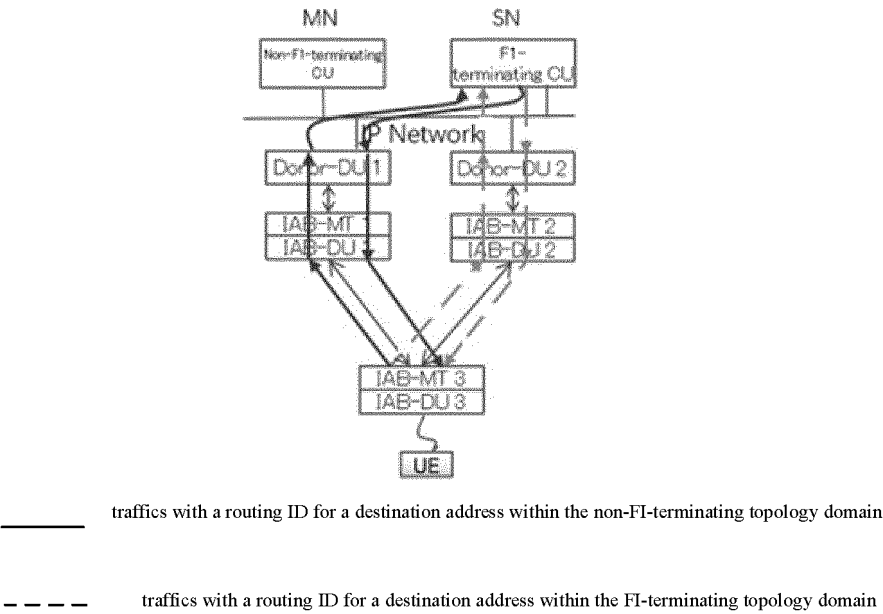 MN
SN
Non-F1-terminating
CU
F1-
terminating CU
IP Network
Donor-DU 1
Donor-DU 2
IAB-MT
IAB-DU
IAB-MT 2
IAB-DU 2
IAB-MT 3
IAB-DU 3
UE
traffics with a routing ID for a destination address within the non-FI-terminating topology domain
traffics with a routing ID for a destination address within the FI-terminating topology domain